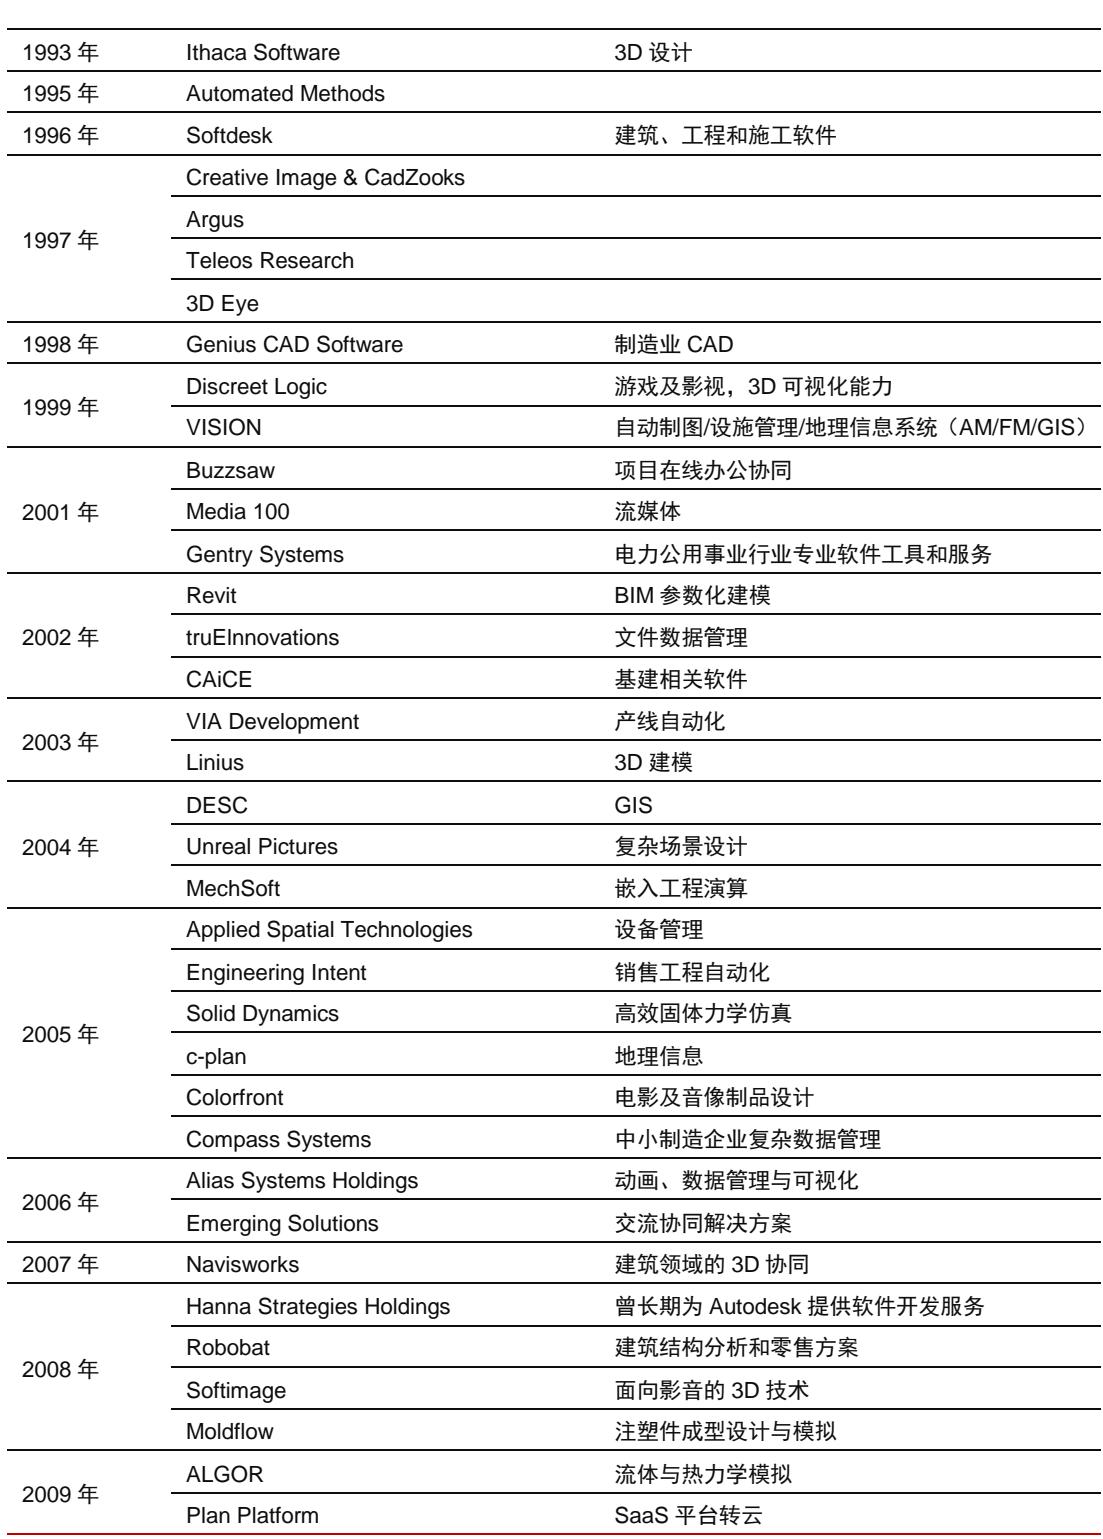 1993 年 Ithaca Software 3D 设计
1995 年 Automated Methods
1996 年 Softdesk 建筑、工程和施工软件
Creative Image & CadZooks
Argus
1997 年
Teleos Research
3D Eye
1998 年 Genius CAD Software 制造业 CAD
Discreet Logic 游戏及影视，3D 可视化能力
1999 年
VISION 自动制图/设施管理/地理信息系统（AM/FM/GIS）
Buzzsaw 项目在线办公协同
2001 年 Media 100 流媒体
Gentry Systems 电力公用事业行业专业软件工具和服务
Revit BIM 参数化建模
2002 年 truElnnovations 文件数据管理
CAiCE 基建相关软件
VIA Development 产线自动化
2003 年
Linius 3D 建模
DESC GIS
2004 年 Unreal Pictures 复杂场景设计
MechSoft 嵌入工程演算
Applied Spatial Technologies 设备管理
Engineering Intent 销售工程自动化
Solid Dynamics 高效固体力学仿真
2005 年
c-plan 地理信息
Colorfront 电影及音像制品设计
Compass Systems 中小制造企业复杂数据管理
Alias Systems Holdings 动画、数据管理与可视化
2006 年
Emerging Solutions 交流协同解决方案
2007 年 Navisworks 建筑领域的 3D 协同
Hanna Strategies Holdings 曾长期为 Autodesk 提供软件开发服务
Robobat 建筑结构分析和零售方案
2008 年
Softimage 面向影音的 3D 技术
Moldflow 注塑件成型设计与模拟
ALGOR 流体与热力学模拟
2009 年
Plan Platform SaaS 平台转云